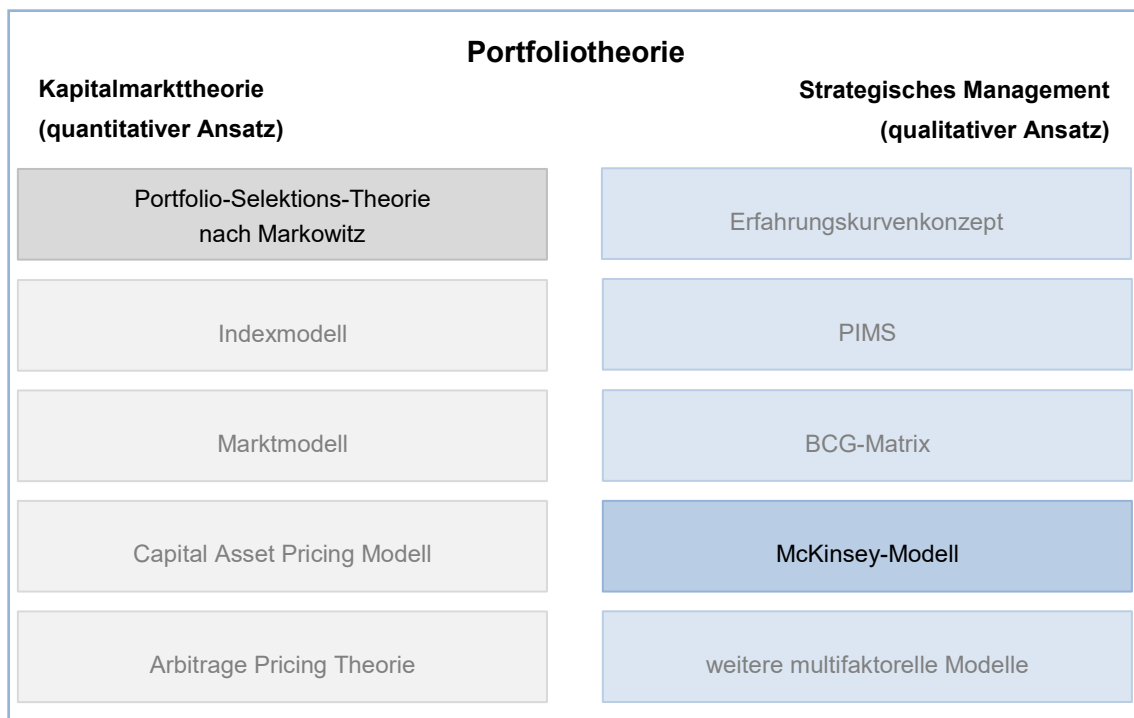 Portfoliotheorie
Kapitalmarkttheorie
(quantitativer Ansatz)
Strategisches Management
(qualitativer Ansatz)
Portfolio-Selektions-Theorie
nach Markowitz
Indexmodell
Marktmodell
Capital Asset Pricing Modell
Arbitrage Pricing Theorie
Erfahrungskurvenkonzept
PIMS
BCG-Matrix
McKinsey-Modell
weitere multifaktorelle Modelle